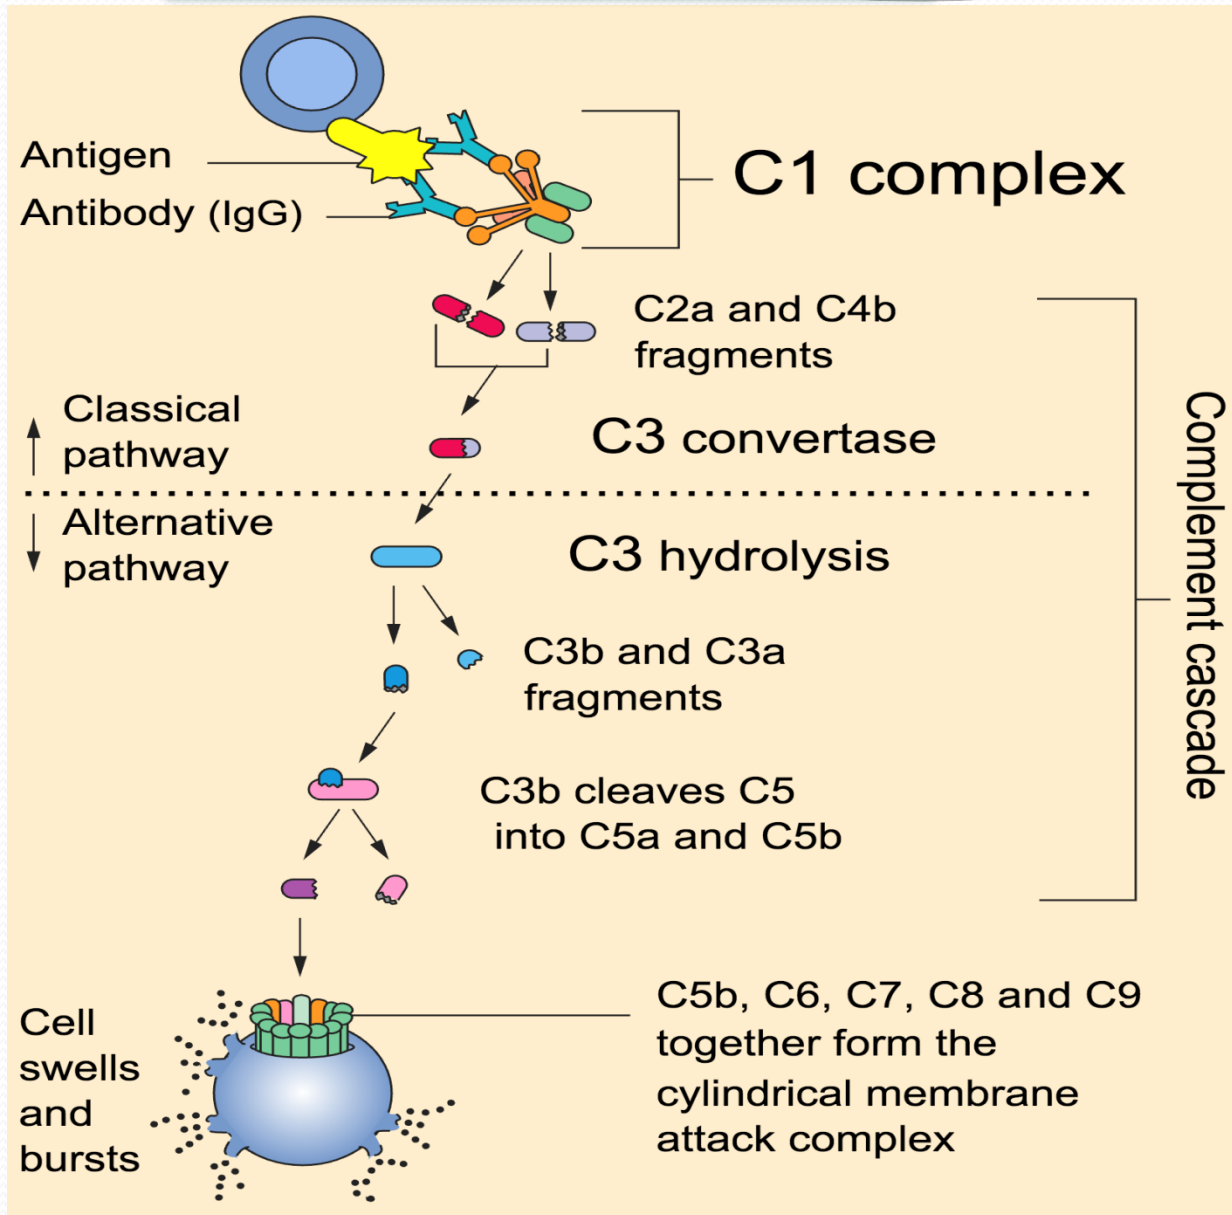 Antigen
Antibody (IgG)
C1 complex
C2a and C4b
fragments
Classical
pathway
C3 convertase
Alternative
pathway
C3 hydrolysis
C3b and C3a
fragments
C3b cleaves C5
into C5a and C5b
Complement cascade
Cell
swells
and
bursts
C5b, C6, C7, C8 and C9
together form the
cylindrical membrane
attack complex